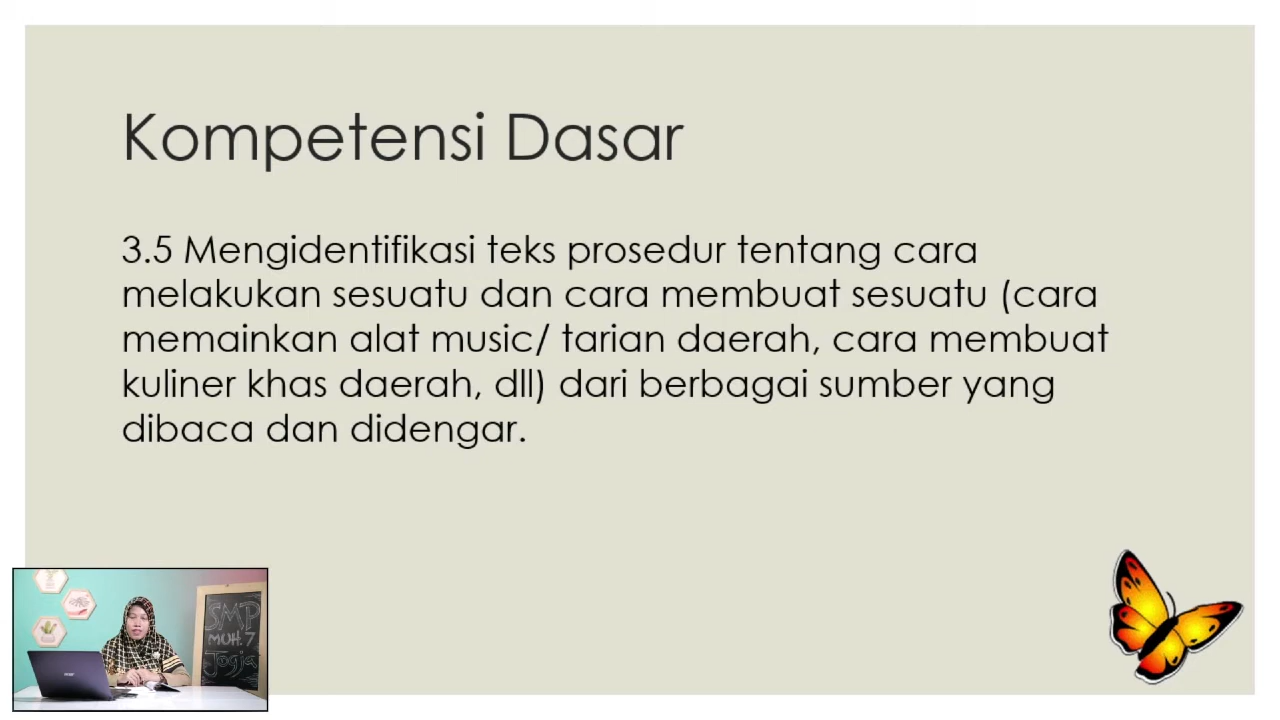 Kompetensi Dasar
3.5 Mengidentifikasi teks prosedur tentang cara
melakukan sesuatu dan cara membuat sesuatu (cara
memainkan alat music/ tarian daerah, cara membuat
kuliner khas daerah, dll) dari berbagai sumber yang
dibaca dan didengar.
SMP
MUH. 7
Jogja